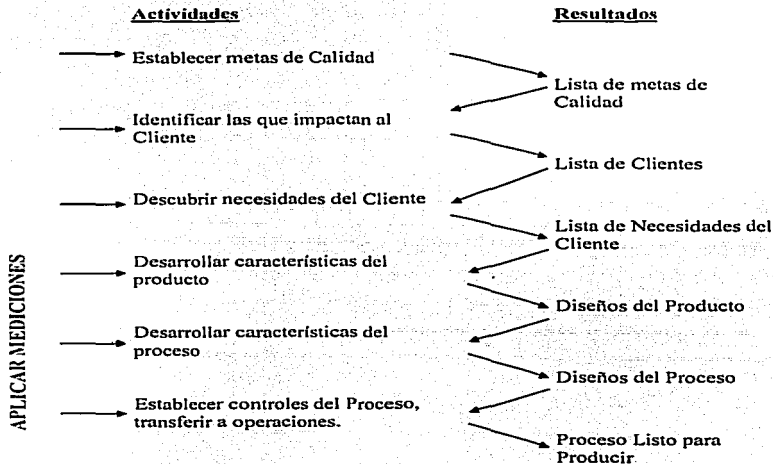 Actividades
Resultados
Establecer metas de Calidad
Lista de metas de
Calidad
Identificar las que impactan al
Cliente
Lista de Clientes
Descubrir necesidades del Cliente
Lista de Necesidades del
Cliente
Desarrollar características del
producto
Diseños del Producto
Desarrollar características del
proceso
Diseños del Proceso
Establecer controles del Proceso,
transferir a operaciones.
Proceso Listo para
Producir
APLICAR MEDICIONES